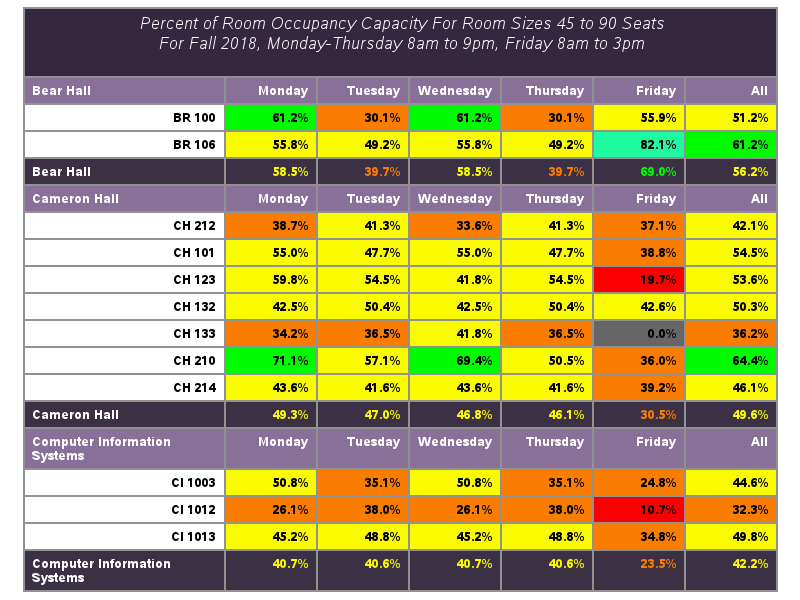 Percent of Room Occupancy Capacity For Room Sizes 45 to 90 Seats
For Fall 2018, Monday-Thursday 8am to 9pm, Friday 8am to 3pm
Bear Hall Monday Tuesday Wednesday Thursday Friday All
BR 100 61.2% 30.1% 61.2% 30.1% 55.9% 51.2%
BR 106 55.8% 49.2% 55.8% 49.2% 82.1% 61.2%
Bear Hall 58.5% 39.7% 58.5% 39.7% 69.0% 56.2%
Cameron Hall Monday Tuesday Wednesday Thursday Friday All
CH 212 38.7% 41.3% 33.6% 41.3% 37.1% 42.1%
CH 101 55.0% 47.7% 55.0% 47.7% 38.8% 54.5%
CH 123 59.8% 54.5% 41.8% 54.5% 19.7% 53.6%
CH 132 42.5% 50.4% 42.5% 50.4% 42.6% 50.3%
CH 133 34.2% 36.5% 41.8% 36.5% 0.0% 36.2%
CH 210 71.1% 57.1% 69.4% 50.5% 36.0% 64.4%
CH 214 43.6% 41.6% 43.6% 41.6% 39.2% 46.1%
Cameron Hall 49.3% 47.0% 46.8% 46.1% 30.5% 49.6%
Computer Information Monday Tuesday Wednesday Thursday Friday All
Systems
CI 1003 50.8% 35.1% 50.8% 35.1% 24.8% 44.6%
CI 1012 26.1% 38.0% 26.1% 38.0% 10.7% 32.3%
CI 1013 45.2% 48.8% 45.2% 48.8% 34.8% 49.8%
Computer Information 40.7% 40.6% 40.7% 40.6% 23.5% 42.2%
Systems